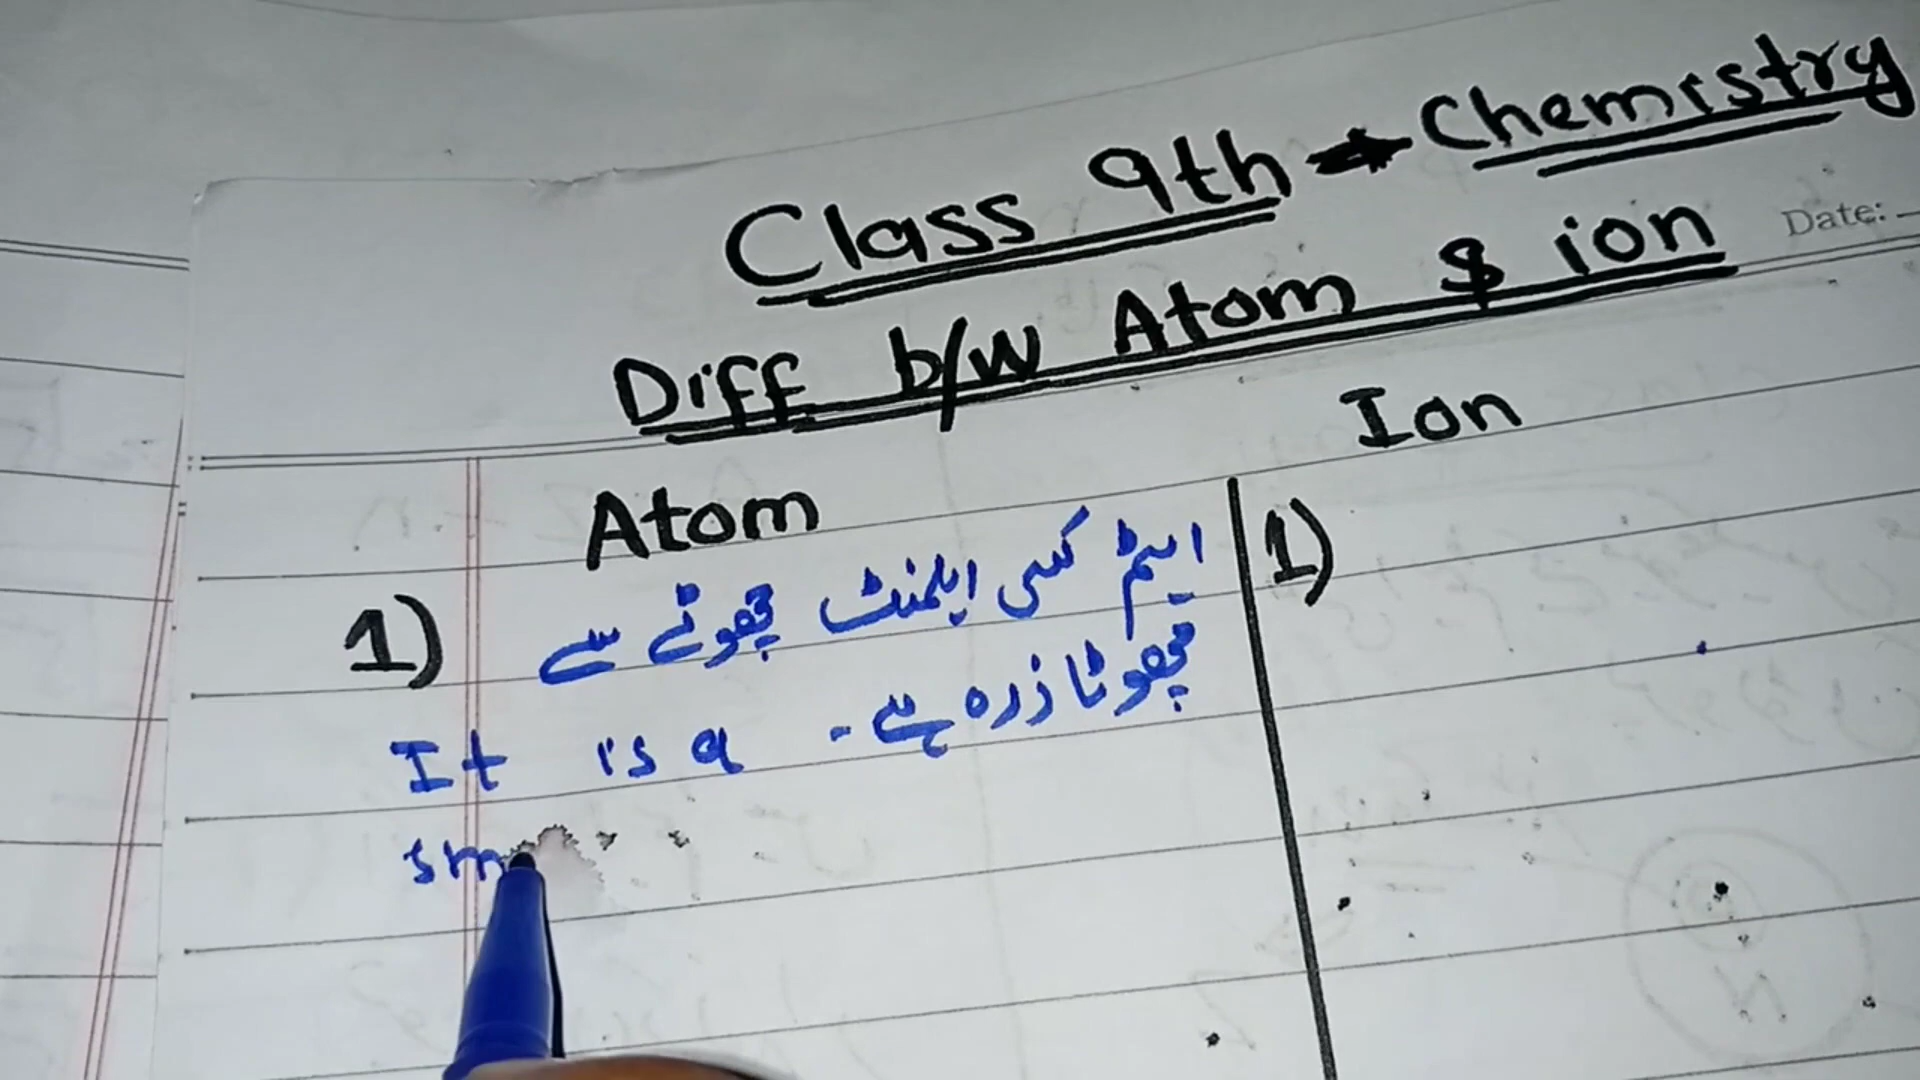 Class 9th → Chemistry
Date:
Diff b/w Atom $ ion
Atom
Ion
1) ایٹم کسی ایلمنٹ چھوٹے سے
چھوٹا ذرہ ہے۔
It is a
sm
1)